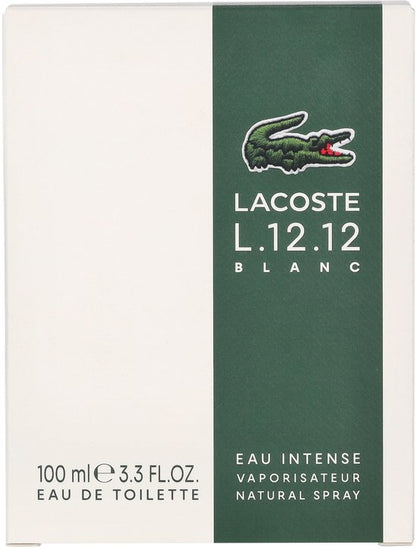 LACOSTE
L.12.12
BLANC
100 ml ℮ 3.3 FL.OZ.
EAU DE TOILETTE
EAU INTENSE
VAPORISATEUR
NATURAL SPRAY